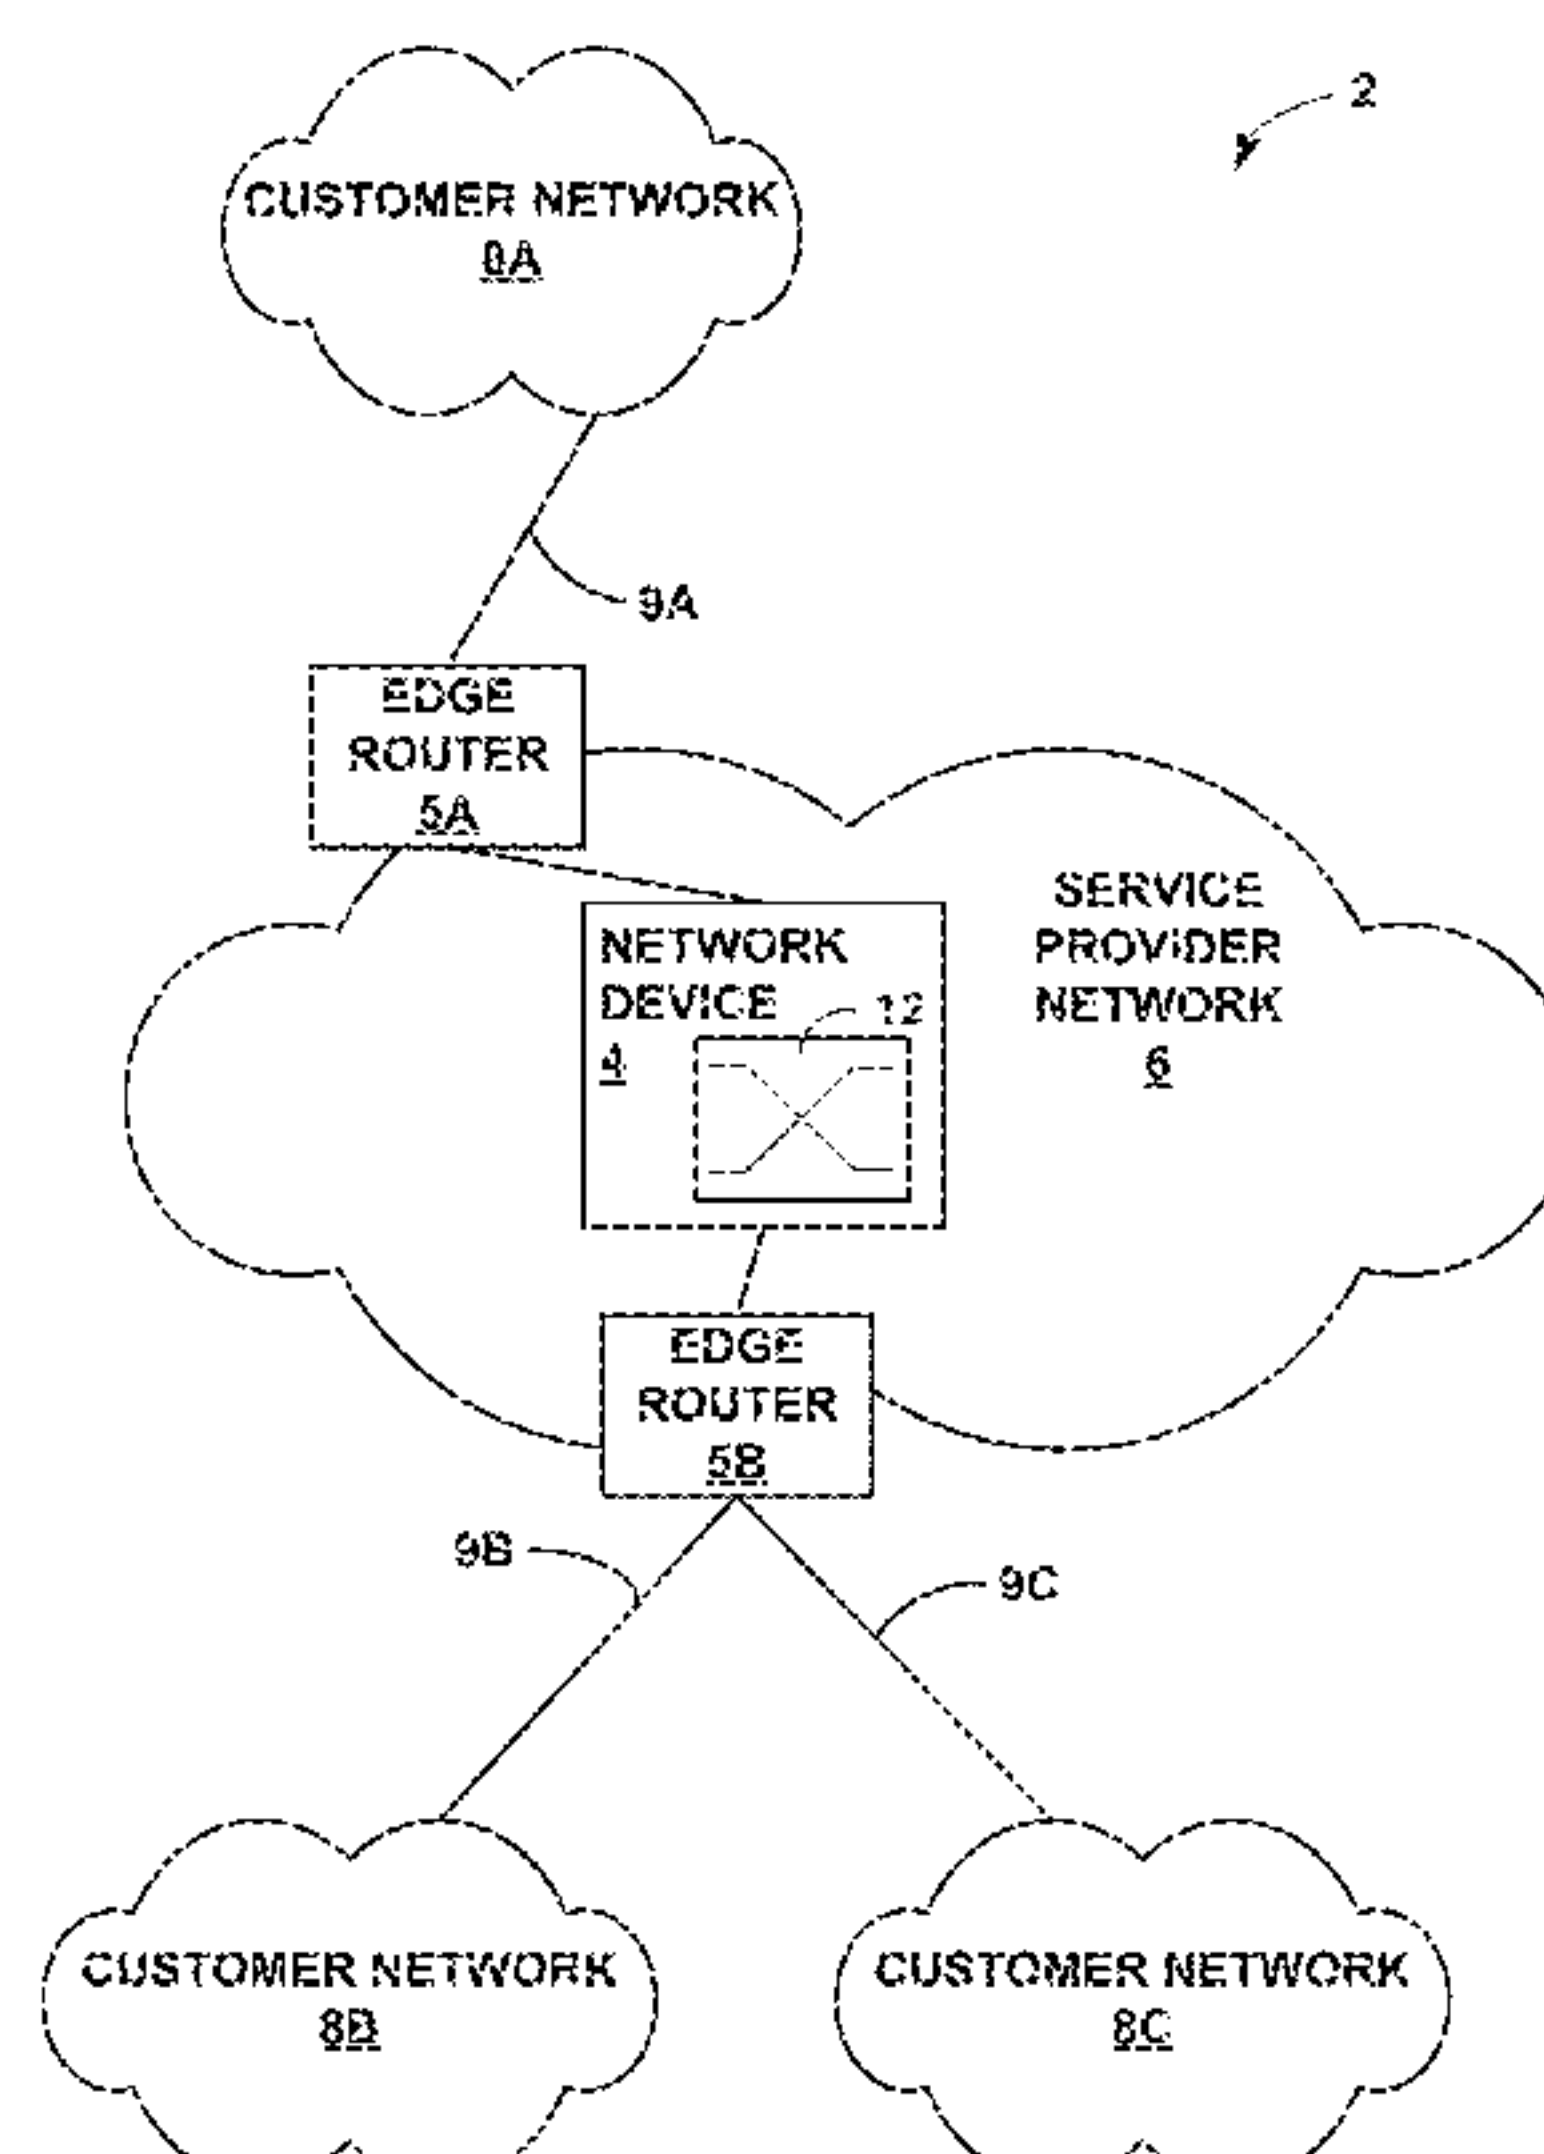 2
CUSTOMER NETWORK
8A
9A
EDGE
ROUTER
5A
SERVICE
PROVIDER
NETWORK
6
NETWORK
DEVICE
4
12
EDGE
ROUTER
5B
9B
9C
CUSTOMER NETWORK
8B
CUSTOMER NETWORK
8C